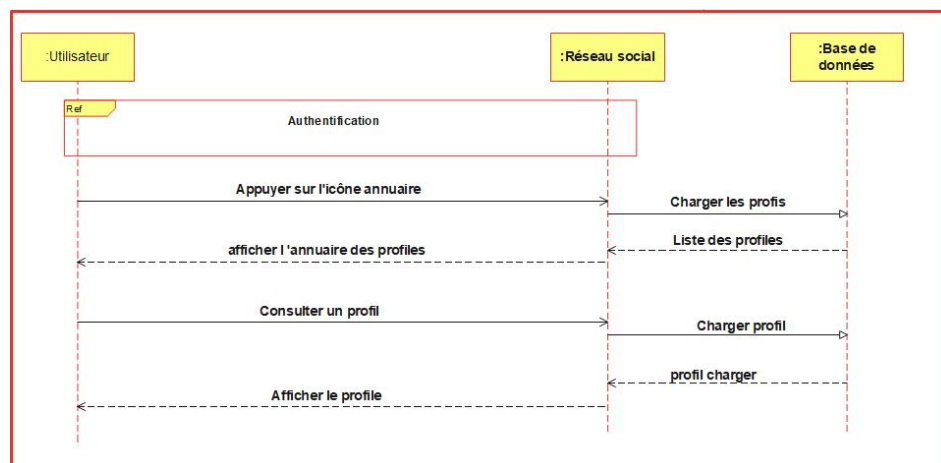 :Utilisateur
:Réseau social
:Base de
données
Ref
Authentification
Appuyer sur l'icône annuaire
Charger les profis
Liste des profiles
afficher l 'annuaire des profiles
Consulter un profil
Charger profil
profil charger
Afficher le profile